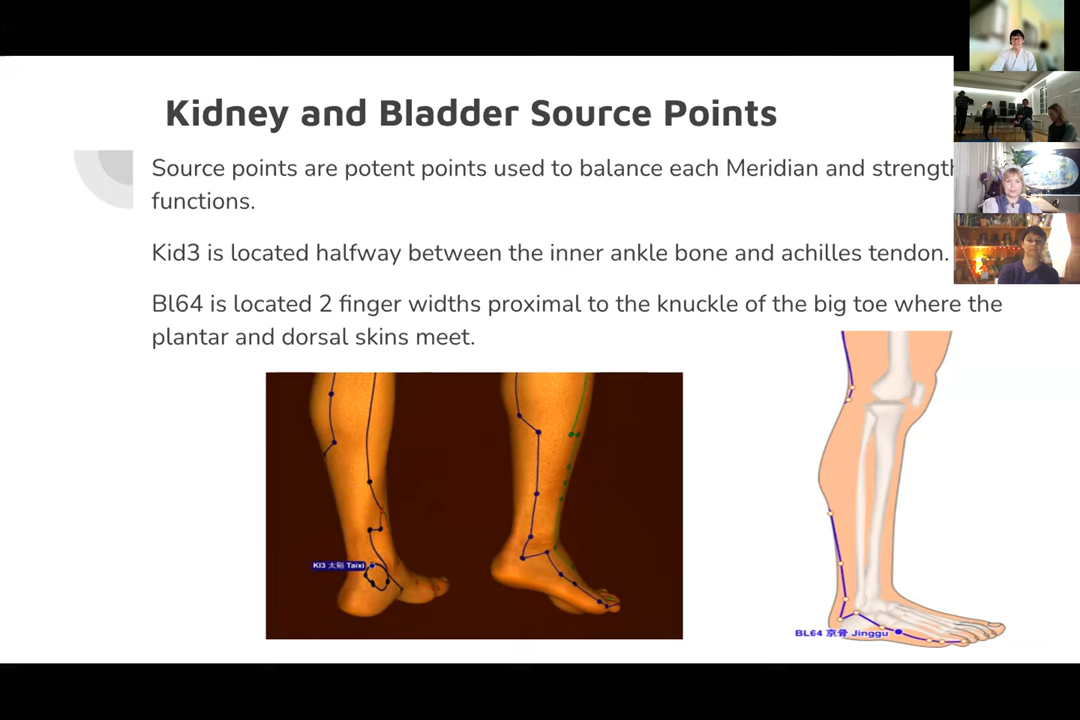 Kidney and Bladder Source Points
Source points are potent points used to balance each Meridian and strength
functions.
Kid3 is located halfway between the inner ankle bone and achilles tendon.
Bl64 is located 2 finger widths proximal to the knuckle of the big toe where the
plantar and dorsal skins meet.
KI3 太谿 Taixi
BL64 京骨 Jinggu